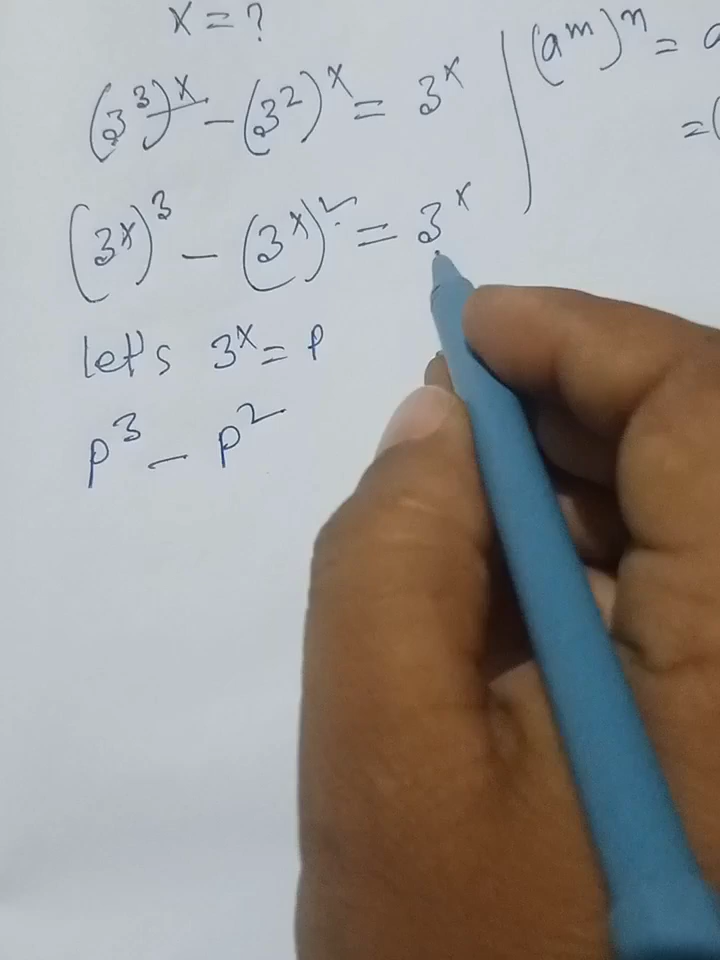 x = ?
(3³)ˣ - (3²)ˣ = 3ˣ
(aᵐ)ⁿ =
= (
(3ˣ)³ - (3ˣ)² = 3ˣ
let's 3ˣ = p
p³ - p²